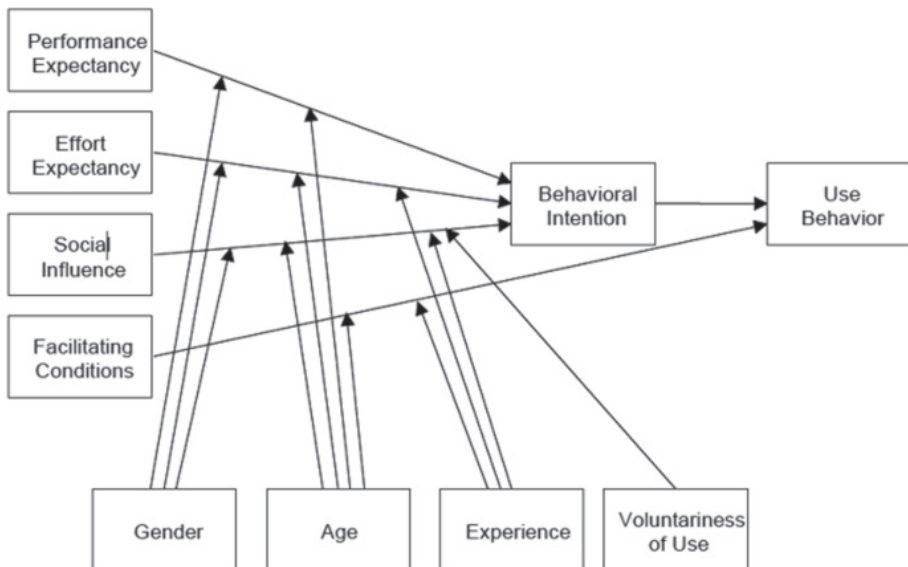 Performance
Expectancy
Effort
Expectancy
Social
Influence
Facilitating
Conditions
Behavioral
Intention
Use
Behavior
Gender
Age
Experience
Voluntariness
of Use